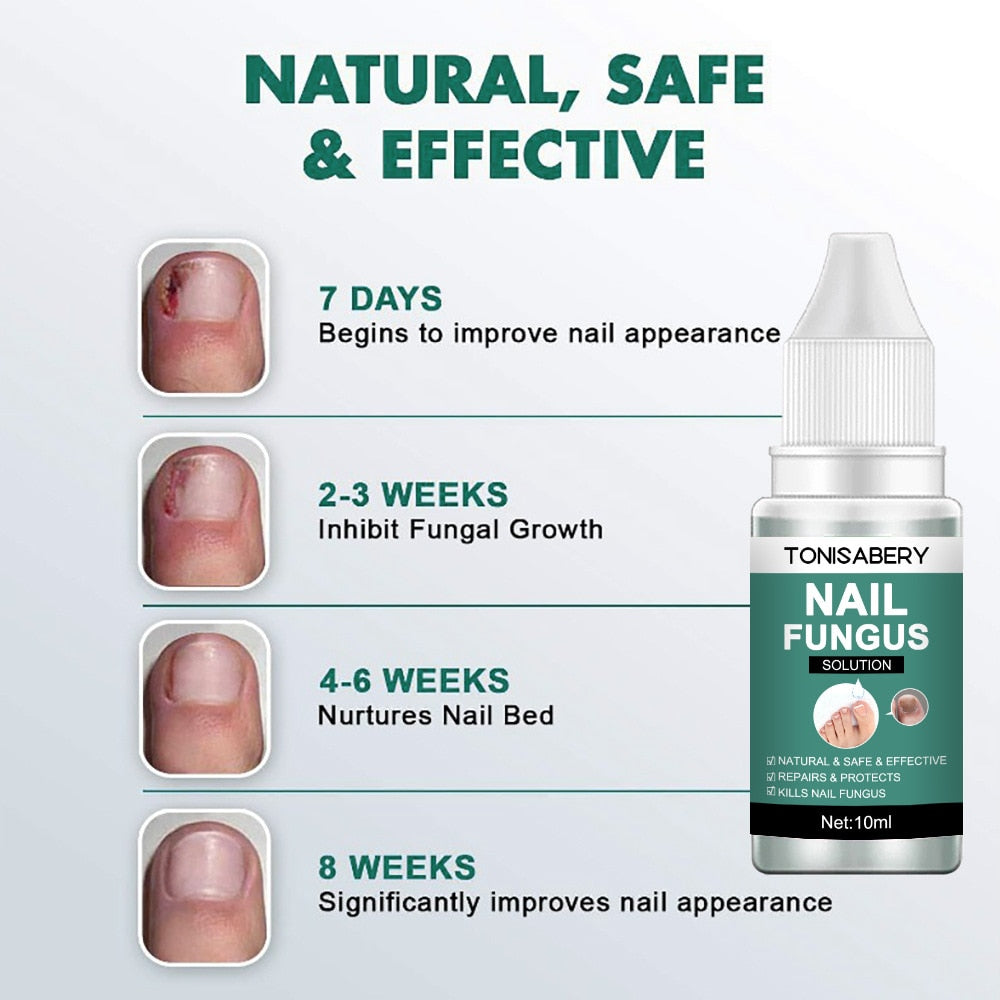 NATURAL, SAFE
& EFFECTIVE
7 DAYS
Begins to improve nail appearance
2-3 WEEKS
Inhibit Fungal Growth
4-6 WEEKS
Nurtures Nail Bed
8 WEEKS
Significantly improves nail appearance
TONISABERY
NAIL
FUNGUS
SOLUTION
NATURAL & SAFE & EFFECTIVE
REPAIRS & PROTECTS
KILLS NAIL FUNGUS
Net:10ml